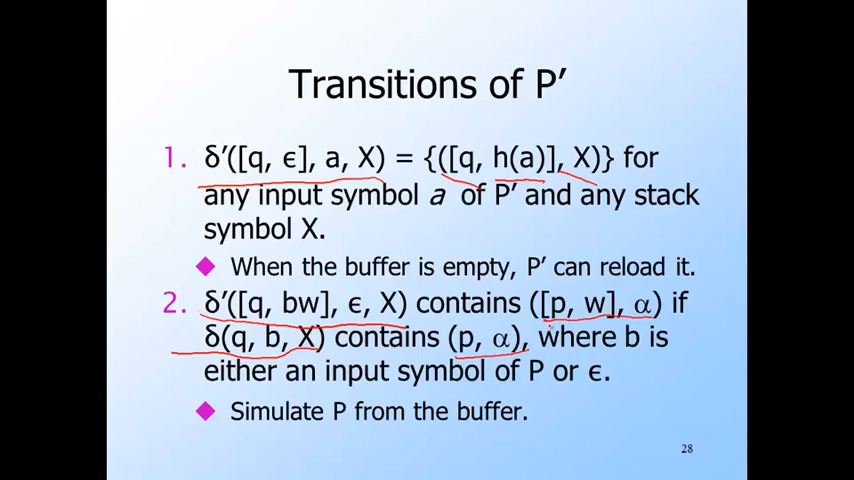 Transitions of P’
1. δ’([q, ϵ], a, X) = {([q, h(a)], X)} for
any input symbol a of P’ and any stack
symbol X.
◆ When the buffer is empty, P’ can reload it.
2. δ’([q, bw], ϵ, X) contains ([p, w], α) if
δ(q, b, X) contains (p, α), where b is
either an input symbol of P or ϵ.
◆ Simulate P from the buffer.
28